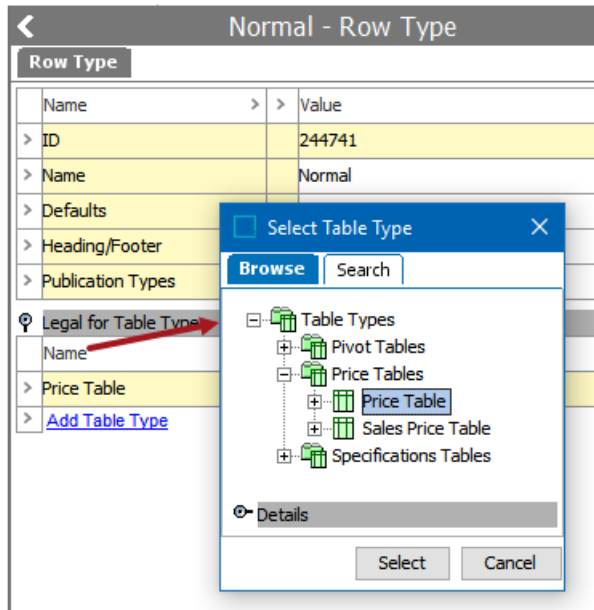 Normal - Row Type
Row Type
Name > > Value
> ID 244741
> Name Normal
> Defaults
> Heading/Footer
> Publication Types
Legal for Table Type
Name
> Price Table
> Add Table Type
Select Table Type
Browse Search
Table Types
Pivot Tables
Price Tables
Price Table
Sales Price Table
Specifications Tables
Details
Select Cancel